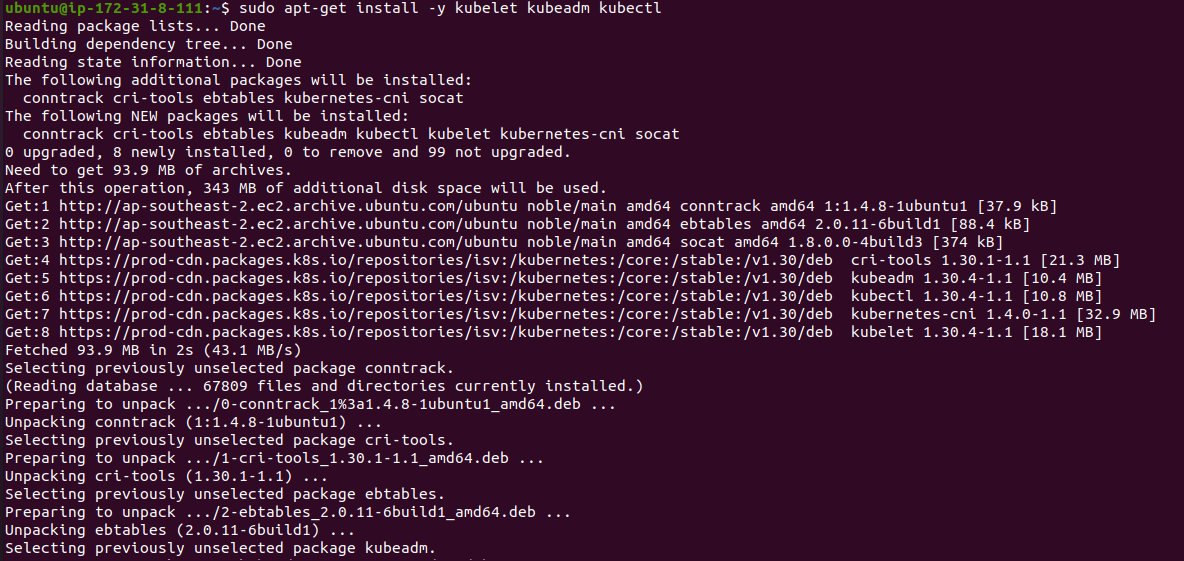 ubuntu@ip-172-31-8-111:~$ sudo apt-get install -y kubelet kubeadm kubectl
Reading package lists... Done
Building dependency tree... Done
Reading state information... Done
The following additional packages will be installed:
  conntrack cri-tools ebtables kubernetes-cni socat
The following NEW packages will be installed:
  conntrack cri-tools ebtables kubeadm kubectl kubelet kubernetes-cni socat
0 upgraded, 8 newly installed, 0 to remove and 99 not upgraded.
Need to get 93.9 MB of archives.
After this operation, 343 MB of additional disk space will be used.
Get:1 http://ap-southeast-2.ec2.archive.ubuntu.com/ubuntu noble/main amd64 conntrack amd64 1:1.4.8-1ubuntu1 [37.9 kB]
Get:2 http://ap-southeast-2.ec2.archive.ubuntu.com/ubuntu noble/main amd64 ebtables amd64 2.0.11-6build1 [88.4 kB]
Get:3 http://ap-southeast-2.ec2.archive.ubuntu.com/ubuntu noble/main amd64 socat amd64 1.8.0.0-4build3 [374 kB]
Get:4 https://prod-cdn.packages.k8s.io/repositories/isv:/kubernetes:/core:/stable:/v1.30/deb  cri-tools 1.30.1-1.1 [21.3 MB]
Get:5 https://prod-cdn.packages.k8s.io/repositories/isv:/kubernetes:/core:/stable:/v1.30/deb  kubeadm 1.30.4-1.1 [10.4 MB]
Get:6 https://prod-cdn.packages.k8s.io/repositories/isv:/kubernetes:/core:/stable:/v1.30/deb  kubectl 1.30.4-1.1 [10.8 MB]
Get:7 https://prod-cdn.packages.k8s.io/repositories/isv:/kubernetes:/core:/stable:/v1.30/deb  kubernetes-cni 1.4.0-1.1 [32.9 MB]
Get:8 https://prod-cdn.packages.k8s.io/repositories/isv:/kubernetes:/core:/stable:/v1.30/deb  kubelet 1.30.4-1.1 [18.1 MB]
Fetched 93.9 MB in 2s (43.1 MB/s)
Selecting previously unselected package conntrack.
(Reading database ... 67809 files and directories currently installed.)
Preparing to unpack .../0-conntrack_1%3a1.4.8-1ubuntu1_amd64.deb ...
Unpacking conntrack (1:1.4.8-1ubuntu1) ...
Selecting previously unselected package cri-tools.
Preparing to unpack .../1-cri-tools_1.30.1-1.1_amd64.deb ...
Unpacking cri-tools (1.30.1-1.1) ...
Selecting previously unselected package ebtables.
Preparing to unpack .../2-ebtables_2.0.11-6build1_amd64.deb ...
Unpacking ebtables (2.0.11-6build1) ...
Selecting previously unselected package kubeadm.